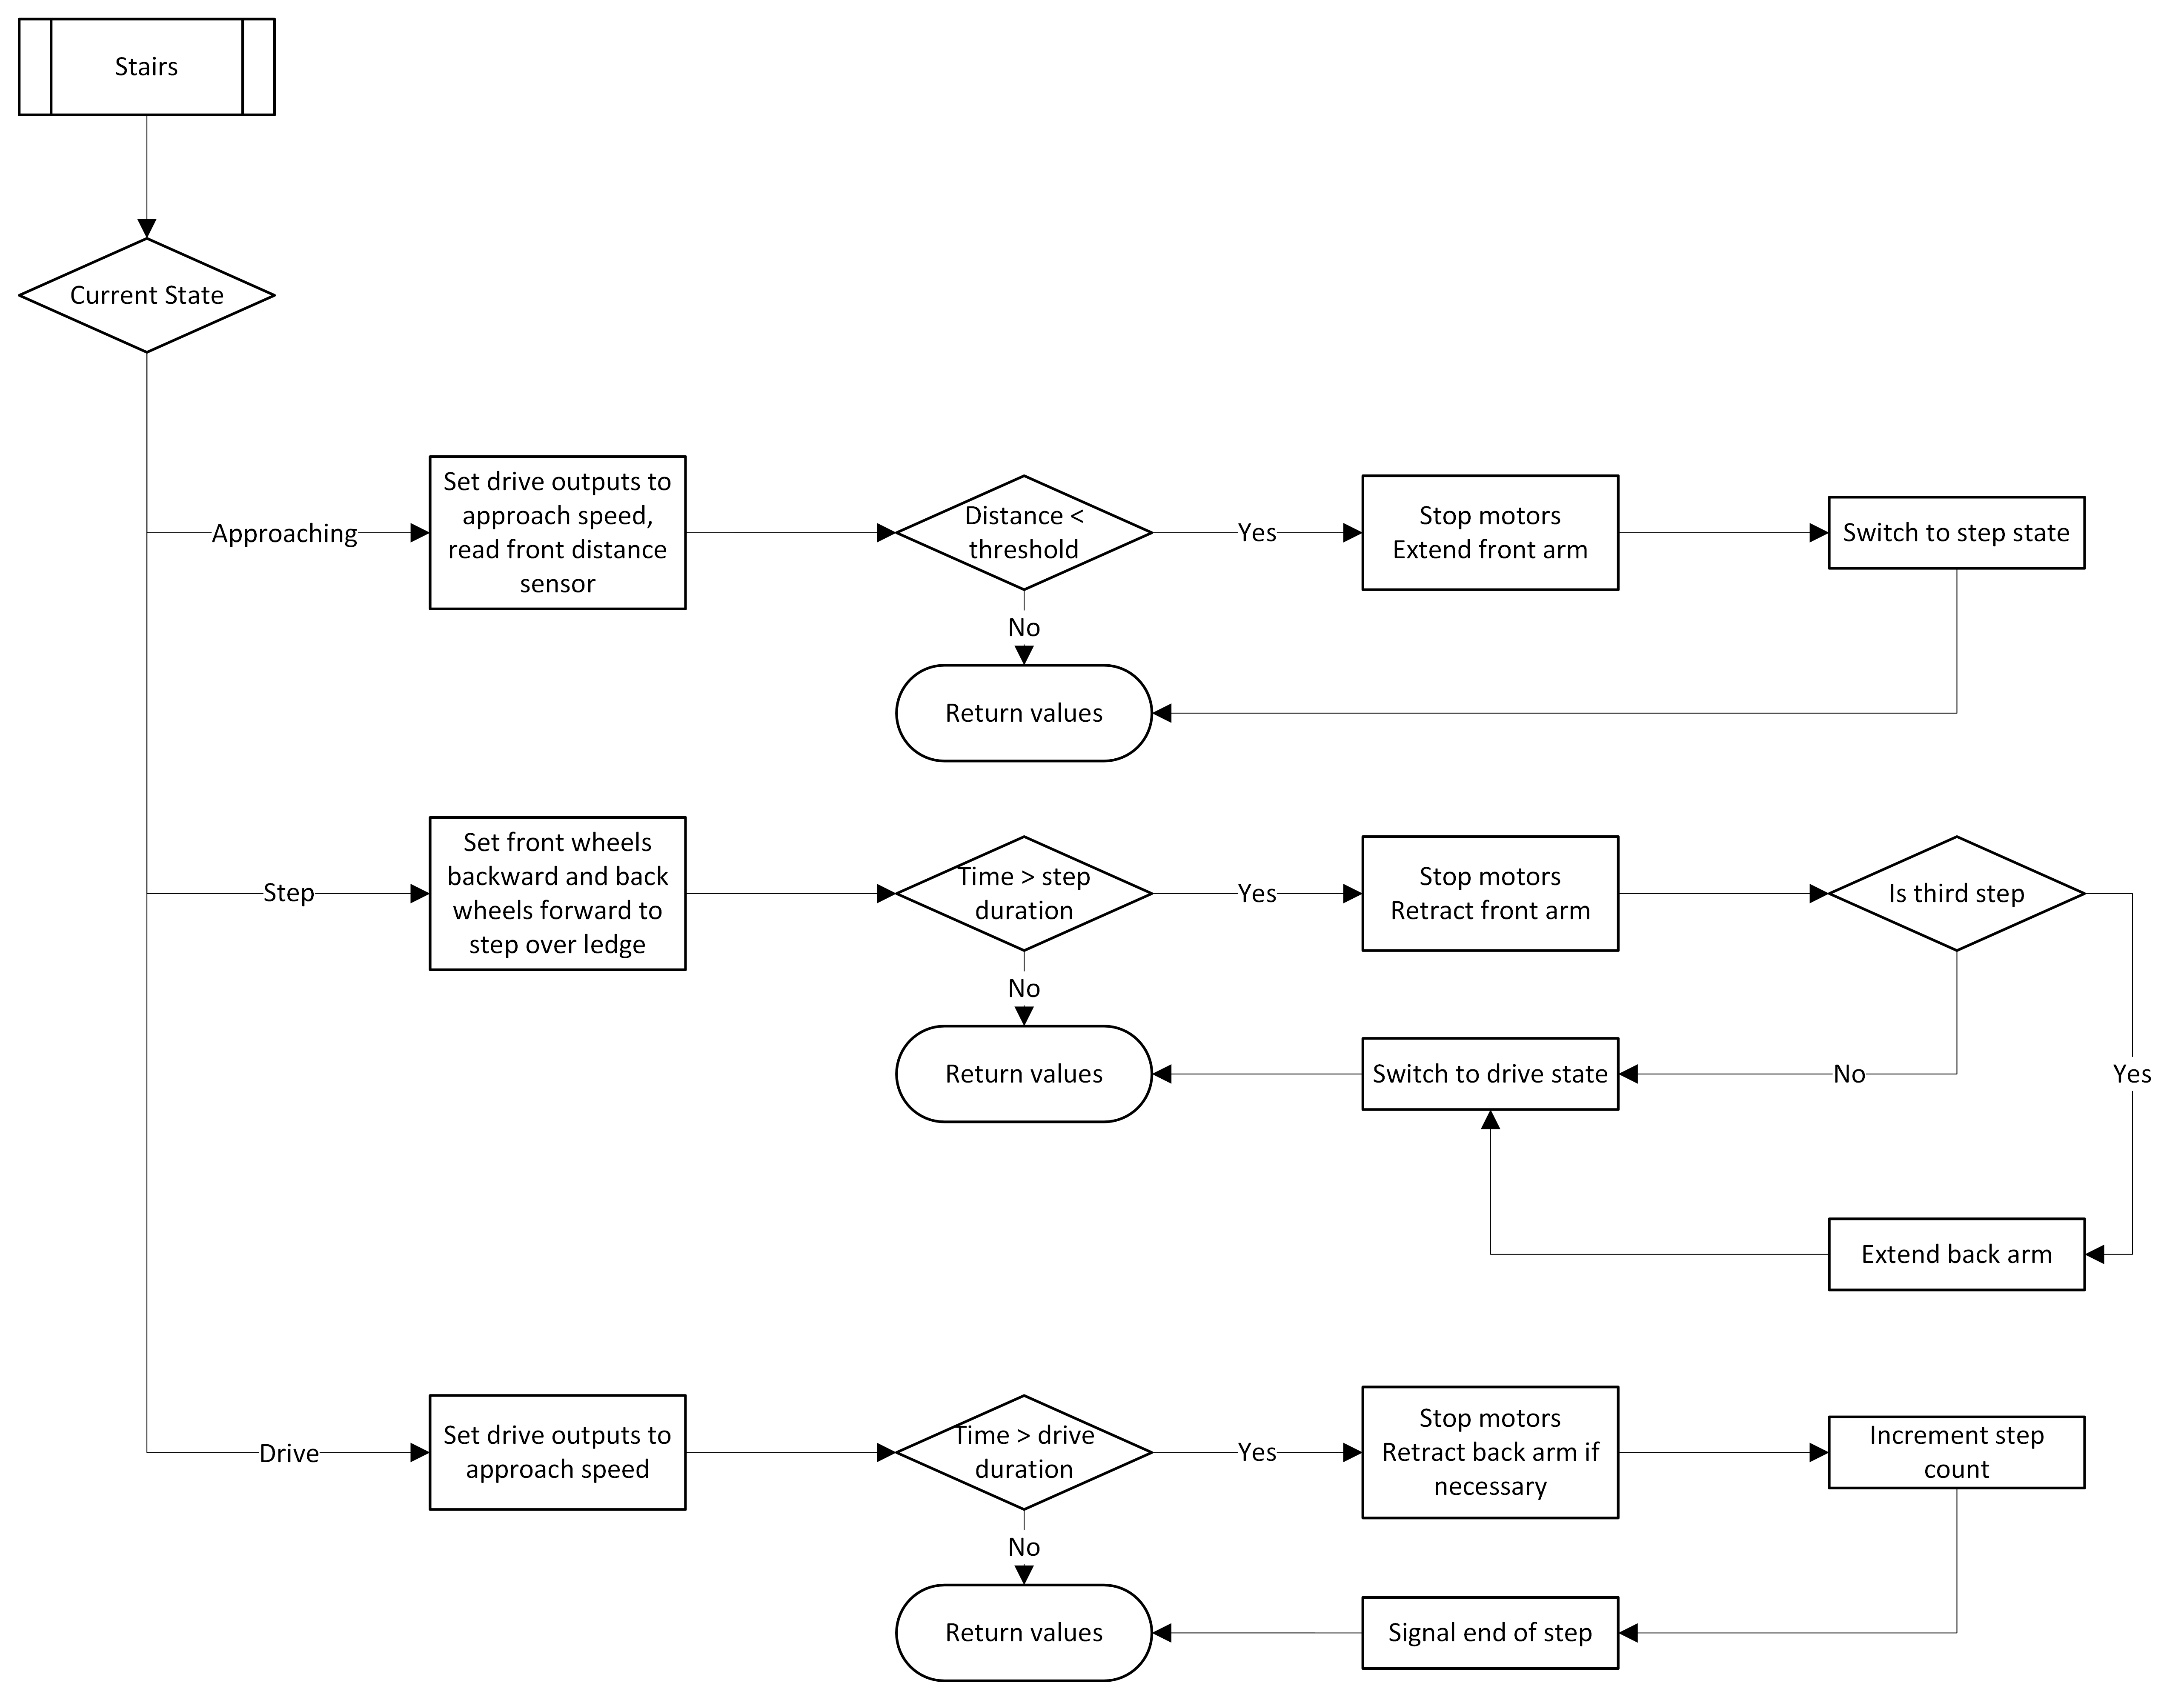 Stairs
Current State
Approaching
Set drive outputs to
approach speed,
read front distance
sensor
Distance <
threshold
Yes
Stop motors
Extend front arm
Switch to step state
No
Return values
Step
Set front wheels
backward and back
wheels forward to
step over ledge
Time > step
duration
Yes
Stop motors
Retract front arm
Is third step
No
Return values
Switch to drive state
No
Yes
Extend back arm
Drive
Set drive outputs to
approach speed
Time > drive
duration
Yes
Stop motors
Retract back arm if
necessary
Increment step
count
No
Return values
Signal end of step